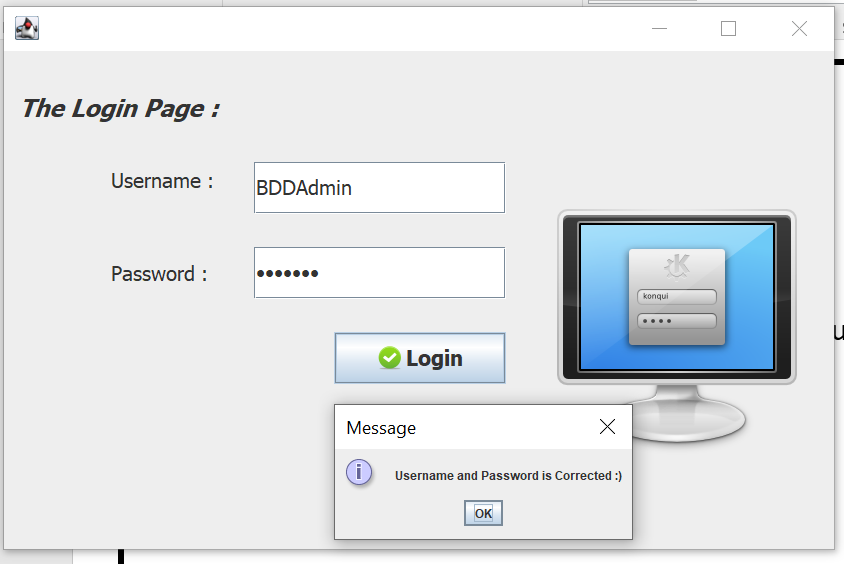 The Login Page :
Username :
BDDAdmin
Password :
•••••••
K
konqui
••••
Login
Message
i
Username and Password is Corrected :)
OK